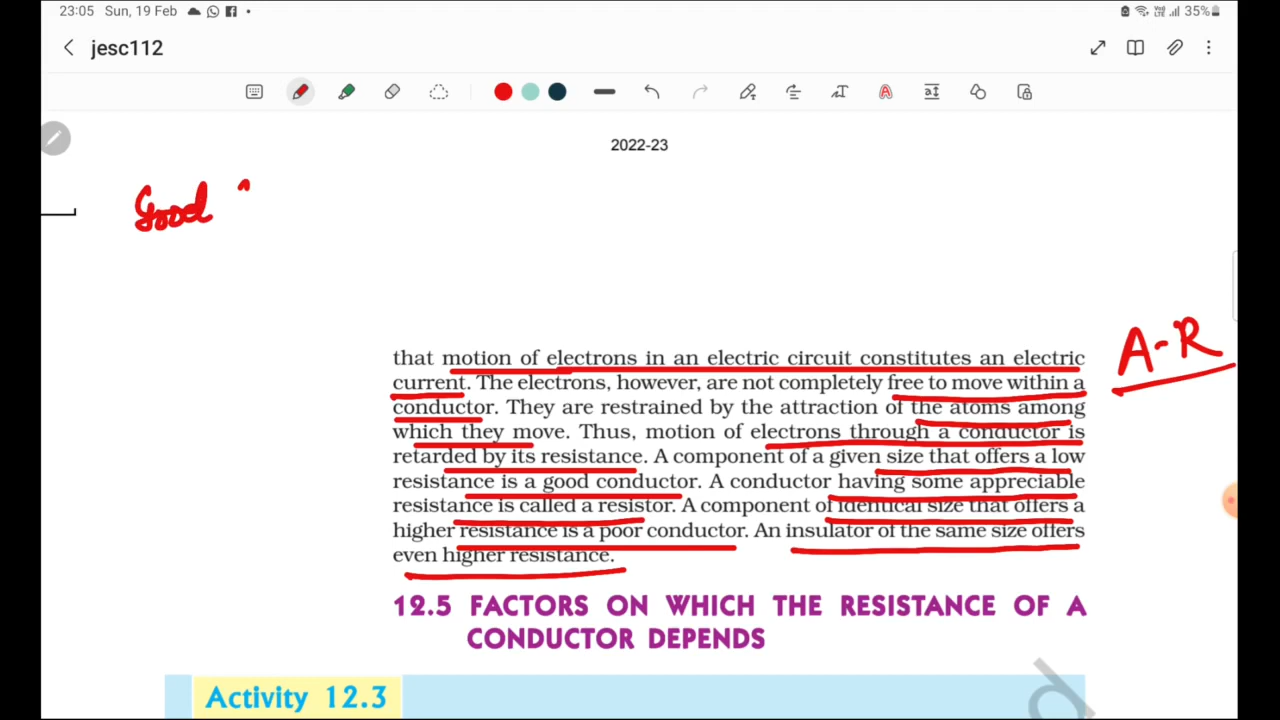 23:05 Sun, 19 Feb
35%
jesc112
2022-23
Good
A-R
that motion of electrons in an electric circuit constitutes an electric
current. The electrons, however, are not completely free to move within a
conductor. They are restrained by the attraction of the atoms among
which they move. Thus, motion of electrons through a conductor is
retarded by its resistance. A component of a given size that offers a low
resistance is a good conductor. A conductor having some appreciable
resistance is called a resistor. A component of identical size that offers a
higher resistance is a poor conductor. An insulator of the same size offers
even higher resistance.
12.5 FACTORS ON WHICH THE RESISTANCE OF A
CONDUCTOR DEPENDS
Activity 12.3